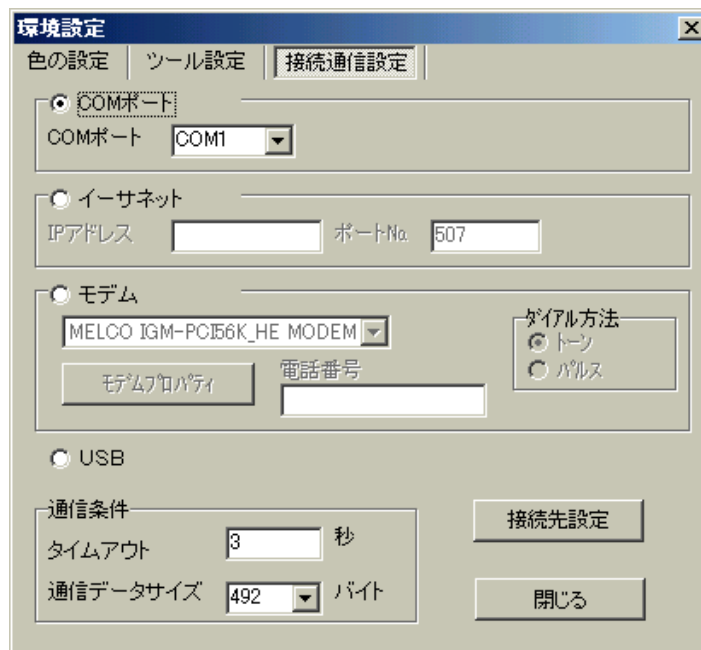 環境設定
色の設定 ツール設定 接続通信設定
COMポート
COMポート COM1
イーサネット
IPアドレス ポートNo. 507
モデム
MELCO IGM-PCI56K_HE MODEM
ダイアル方法
トーン
パルス
モデムプロパティ
電話番号
USB
通信条件
タイムアウト 3 秒
通信データサイズ 492 バイト
接続先設定
閉じる